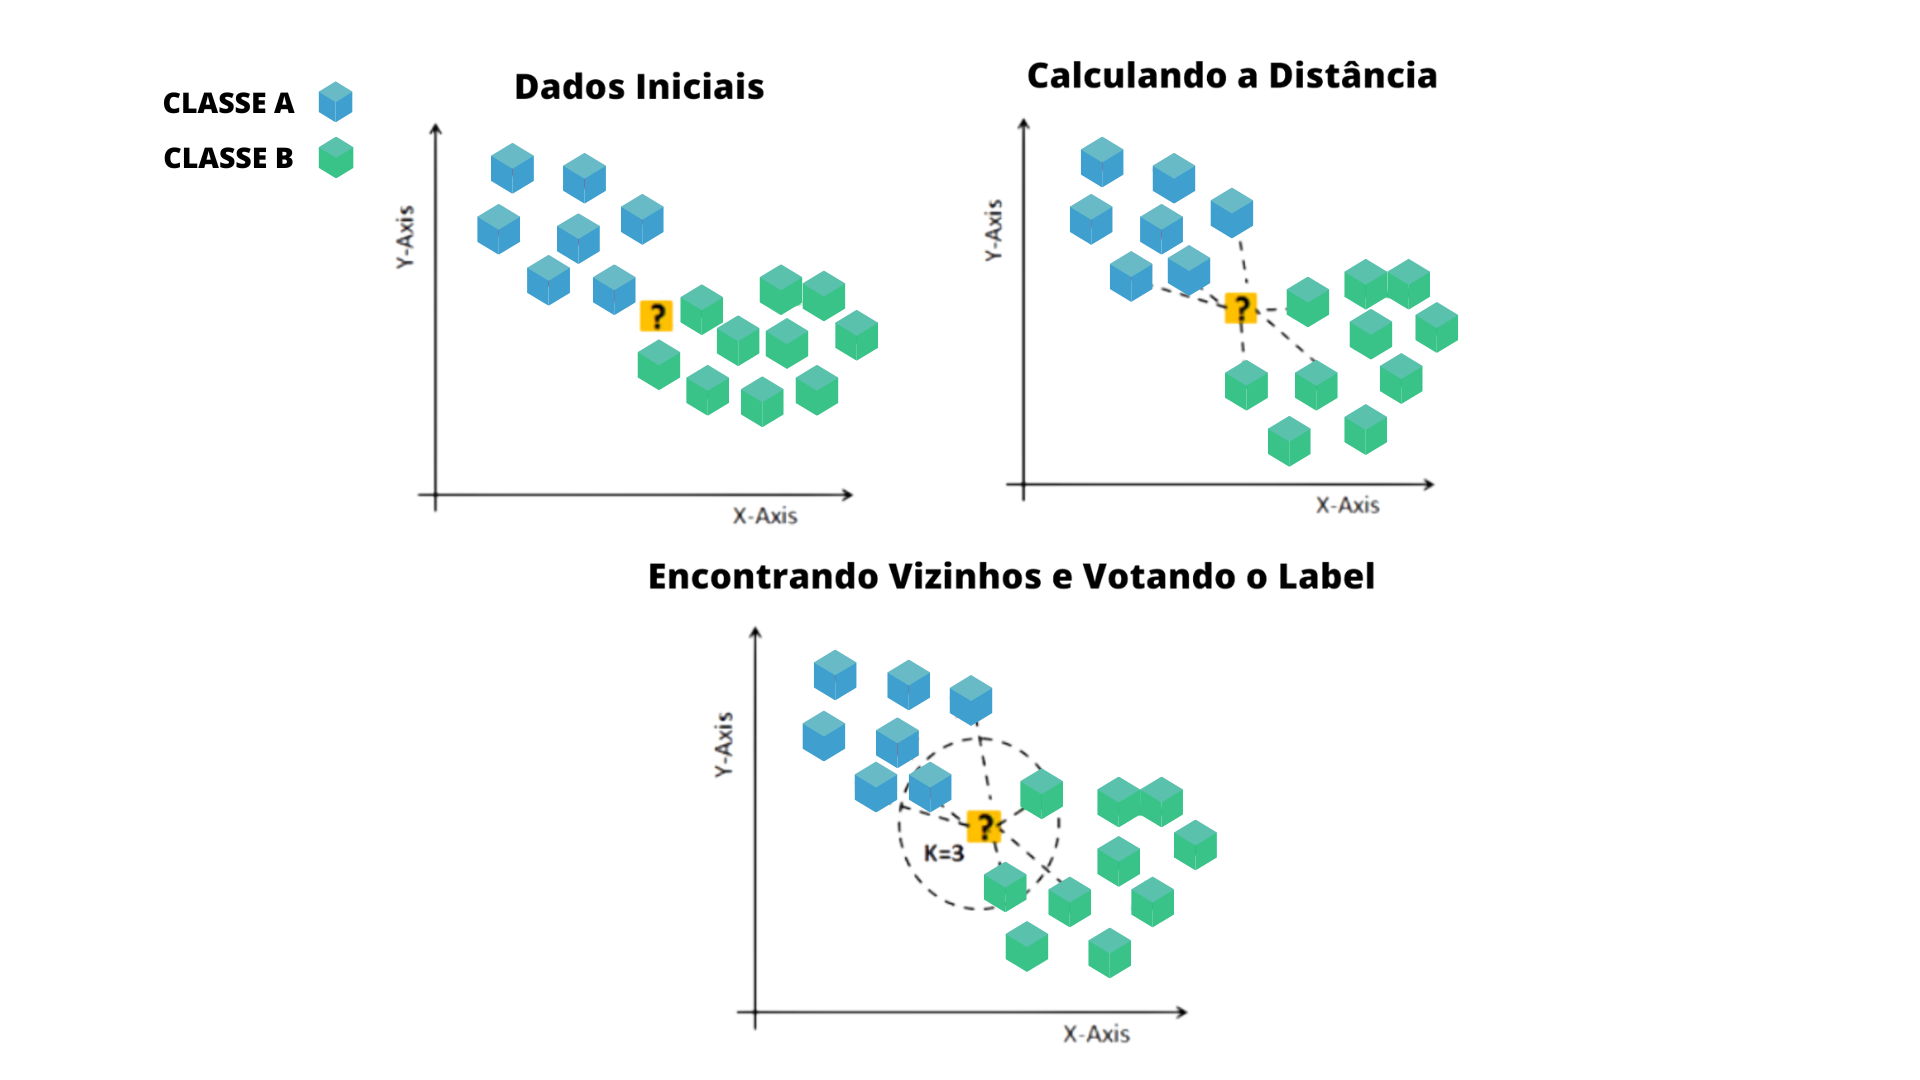 CLASSE A
CLASSE B
Dados Iniciais
Y-Axis
?
X-Axis
Calculando a Distância
Y-Axis
?
X-Axis
Encontrando Vizinhos e Votando o Label
Y-Axis
?
K=3
X-Axis